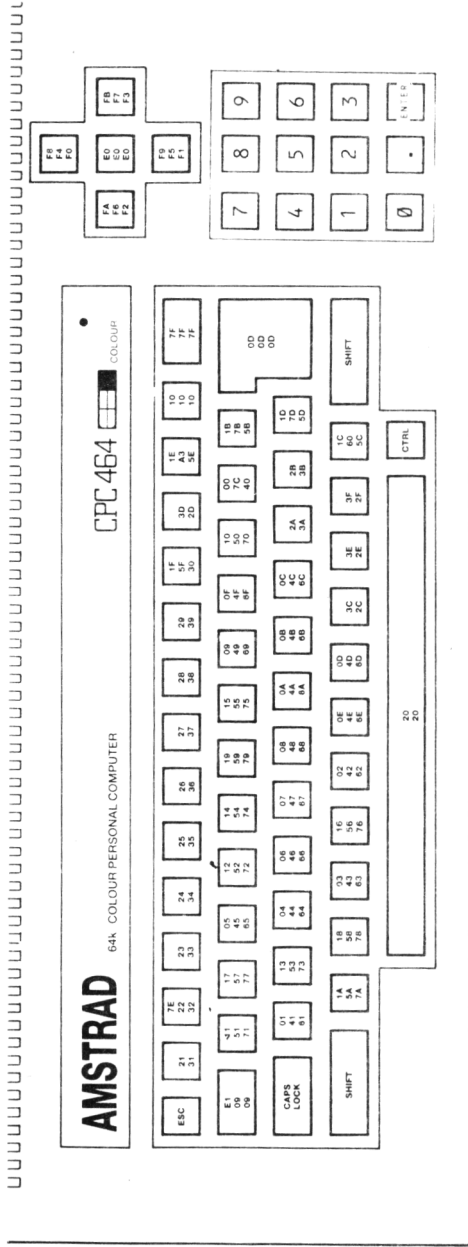 AMSTRAD 64k COLOUR PERSONAL COMPUTER CPC464 COLOUR
7E 1F 1E 10 7F
ESC 21 22 23 24 25 26 27 28 29 5F 3D A3 10 7F
31 32 33 34 35 36 37 38 39 30 2D 5E 10 7F
E1 17 05 12 14 19 15 09 0F 10 00 1B 0D
09 51 57 45 52 54 59 55 49 4F 50 7C 7B 0D
09 71 77 65 72 74 79 75 69 6F 70 40 5B 0D
CAPS 01 13 04 06 07 08 0A 0B 0C 2A 2B 1D
LOCK 41 53 44 46 47 48 4A 4B 4C 3A 3B 7D
61 73 64 66 67 68 6A 6B 6C 5D
1A 18 03 16 02 0E 0D 3C 3E 3F 1C
SHIFT 5A 58 43 56 42 4E 4D 2C 2E 2F 60 SHIFT
7A 78 63 76 62 6E 6D 5C
20 CTRL
20
F8
F4
F0
FA E0 FB
F6 E0 F7
F2 E0 F3
F9
F5
F1
7 8 9
4 5 6
1 2 3
0 . ENTER